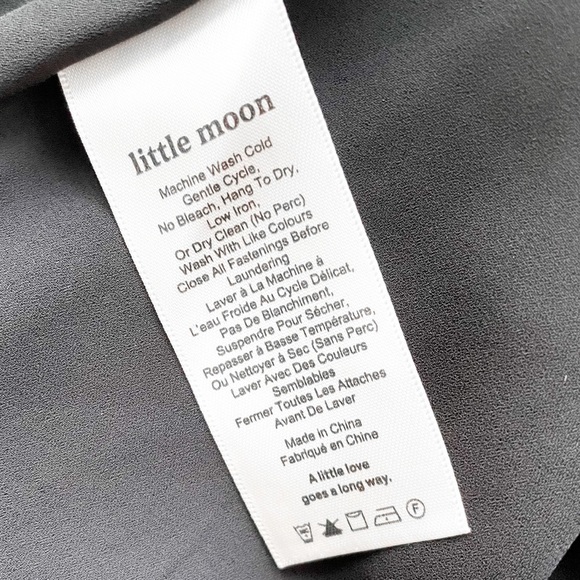 little moon
Machine Wash Cold
Gentle Cycle,
No Bleach, Hang To Dry,
Low Iron,
Or Dry Clean (No Perc)
Wash With Like Colours
Close All Fastenings Before
Laundering
Laver à La Machine à
L'eau Froide Au Cycle Délicat,
Pas De Blanchiment,
Suspendre Pour Sécher,
Repasser à Basse Température,
Ou Nettoyer à Sec (Sans Perc)
Laver Avec Des Couleurs
Semblables
Fermer Toutes Les Attaches
Avant De Laver
Made in China
Fabriqué en Chine
A little love
goes a long way.
F